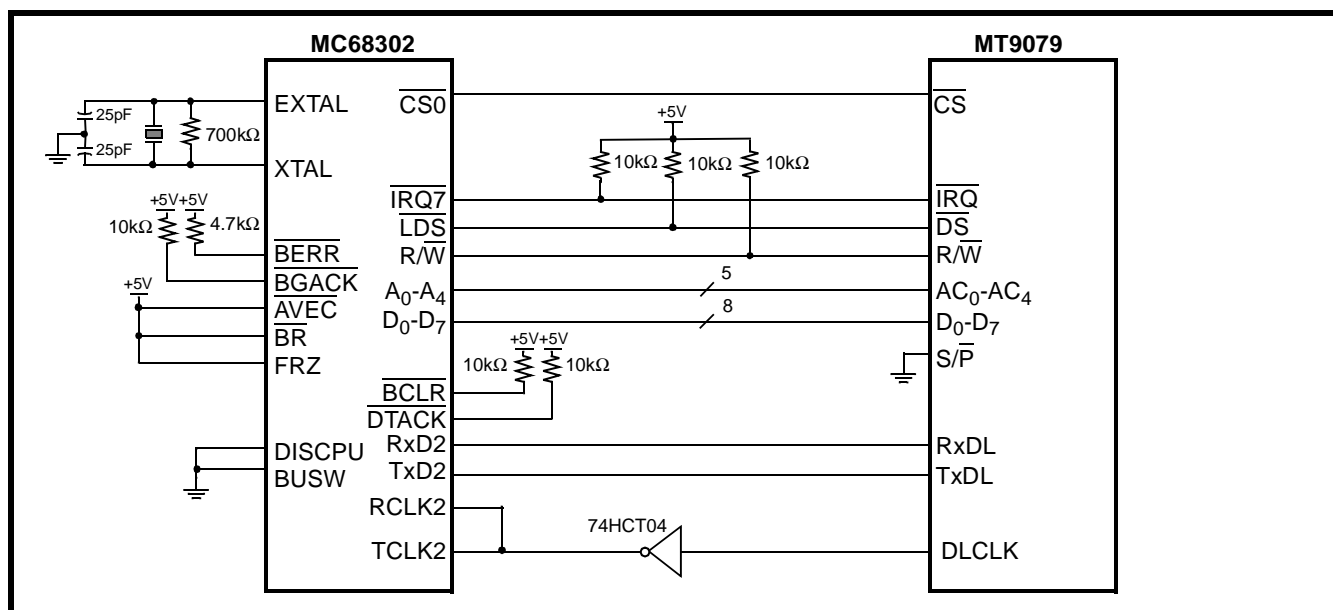 MC68302
MT9079
EXTAL
25pF
700kΩ
25pF
XTAL
+5V+5V
10kΩ
4.7kΩ
BERR
BGACK
+5V
AVEC
BR
FRZ
DISCPU
BUSW
CS0
+5V
10kΩ
10kΩ
10kΩ
IRQ7
LDS
R/W
A0-A4
5
D0-D7
8
+5V+5V
10kΩ
10kΩ
BCLR
DTACK
RxD2
TxD2
RCLK2
TCLK2
74HCT04
CS
IRQ
DS
R/W
AC0-AC4
D0-D7
S/P
RxDL
TxDL
DLCLK